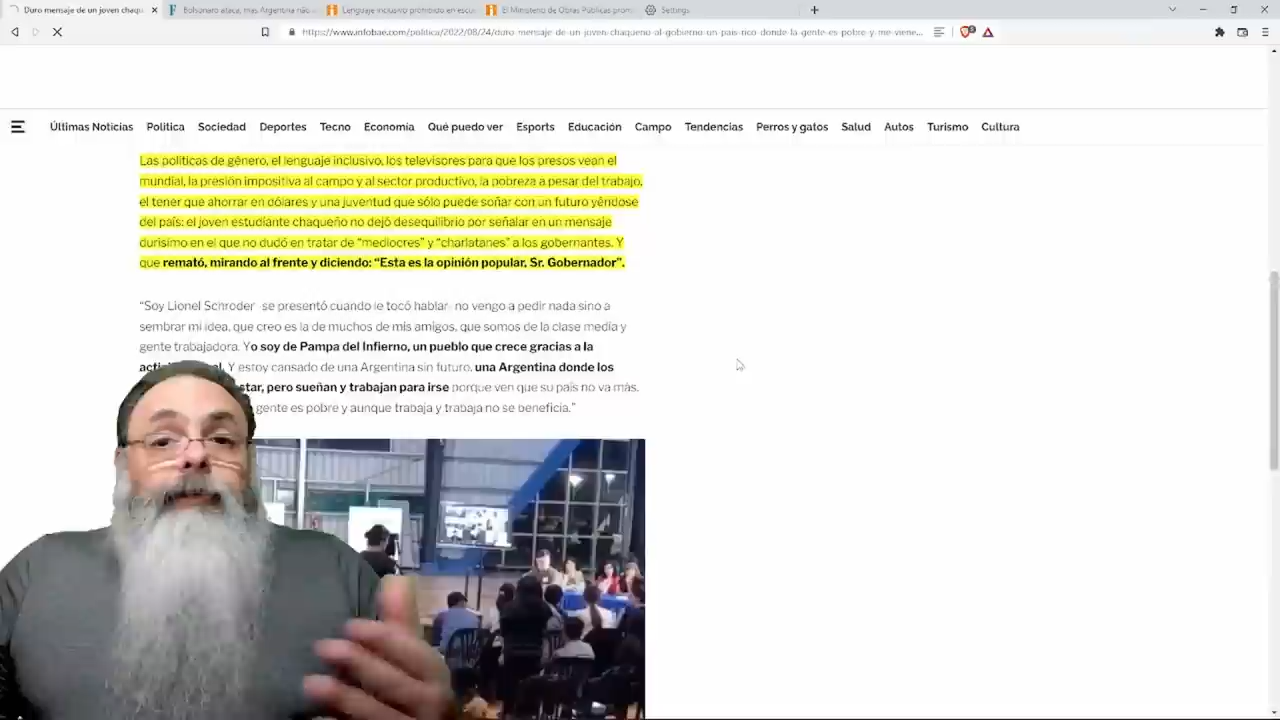 Duro mensaje de un joven chaqu
Bolsonaro ataca, mas Argentina não
Lenguaje inclusivo prohibido en escu
El Ministerio de Obras Públicas prom
Settings
https://www.infobae.com/politica/2022/08/24/duro-mensaje-de-un-joven-chaqueno-al-gobierno-un-pais-rico-donde-la-gente-es-pobre-y-me-viene...
Últimas Noticias Política Sociedad Deportes Tecno Economía Qué puedo ver Esports Educación Campo Tendencias Perros y gatos Salud Autos Turismo Cultura
Las políticas de género, el lenguaje inclusivo, los televisores para que los presos vean el
mundial, la presión impositiva al campo y al sector productivo, la pobreza a pesar del trabajo,
el tener que ahorrar en dólares y una juventud que sólo puede soñar con un futuro yéndose
del país: el joven estudiante chaqueño no dejó desequilibrio por señalar en un mensaje
durísimo en el que no dudó en tratar de "mediocres" y "charlatanes" a los gobernantes. Y
que remató, mirando al frente y diciendo: "Esta es la opinión popular, Sr. Gobernador".
"Soy Lionel Schroder -se presentó cuando le tocó hablar- no vengo a pedir nada sino a
sembrar mi idea, que creo es la de muchos de mis amigos, que somos de la clase media y
gente trabajadora. Yo soy de Pampa del Infierno, un pueblo que crece gracias a la
Y estoy cansado de una Argentina sin futuro, una Argentina donde los
star, pero sueñan y trabajan para irse porque ven que su país no va más.
gente es pobre y aunque trabaja y trabaja no se beneficia."